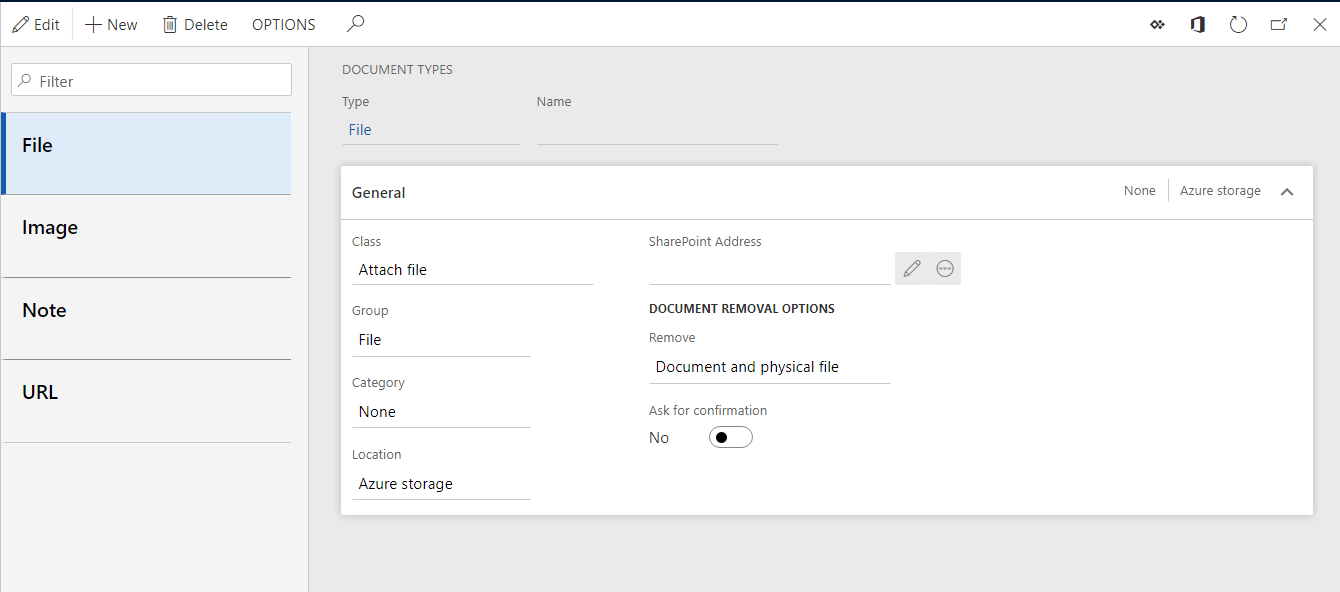 Edit New Delete OPTIONS
Filter
File
Image
Note
URL
DOCUMENT TYPES
Type Name
File
General None Azure storage
Class SharePoint Address
Attach file
Group DOCUMENT REMOVAL OPTIONS
File Remove
Document and physical file
Category Ask for confirmation
None No
Location
Azure storage